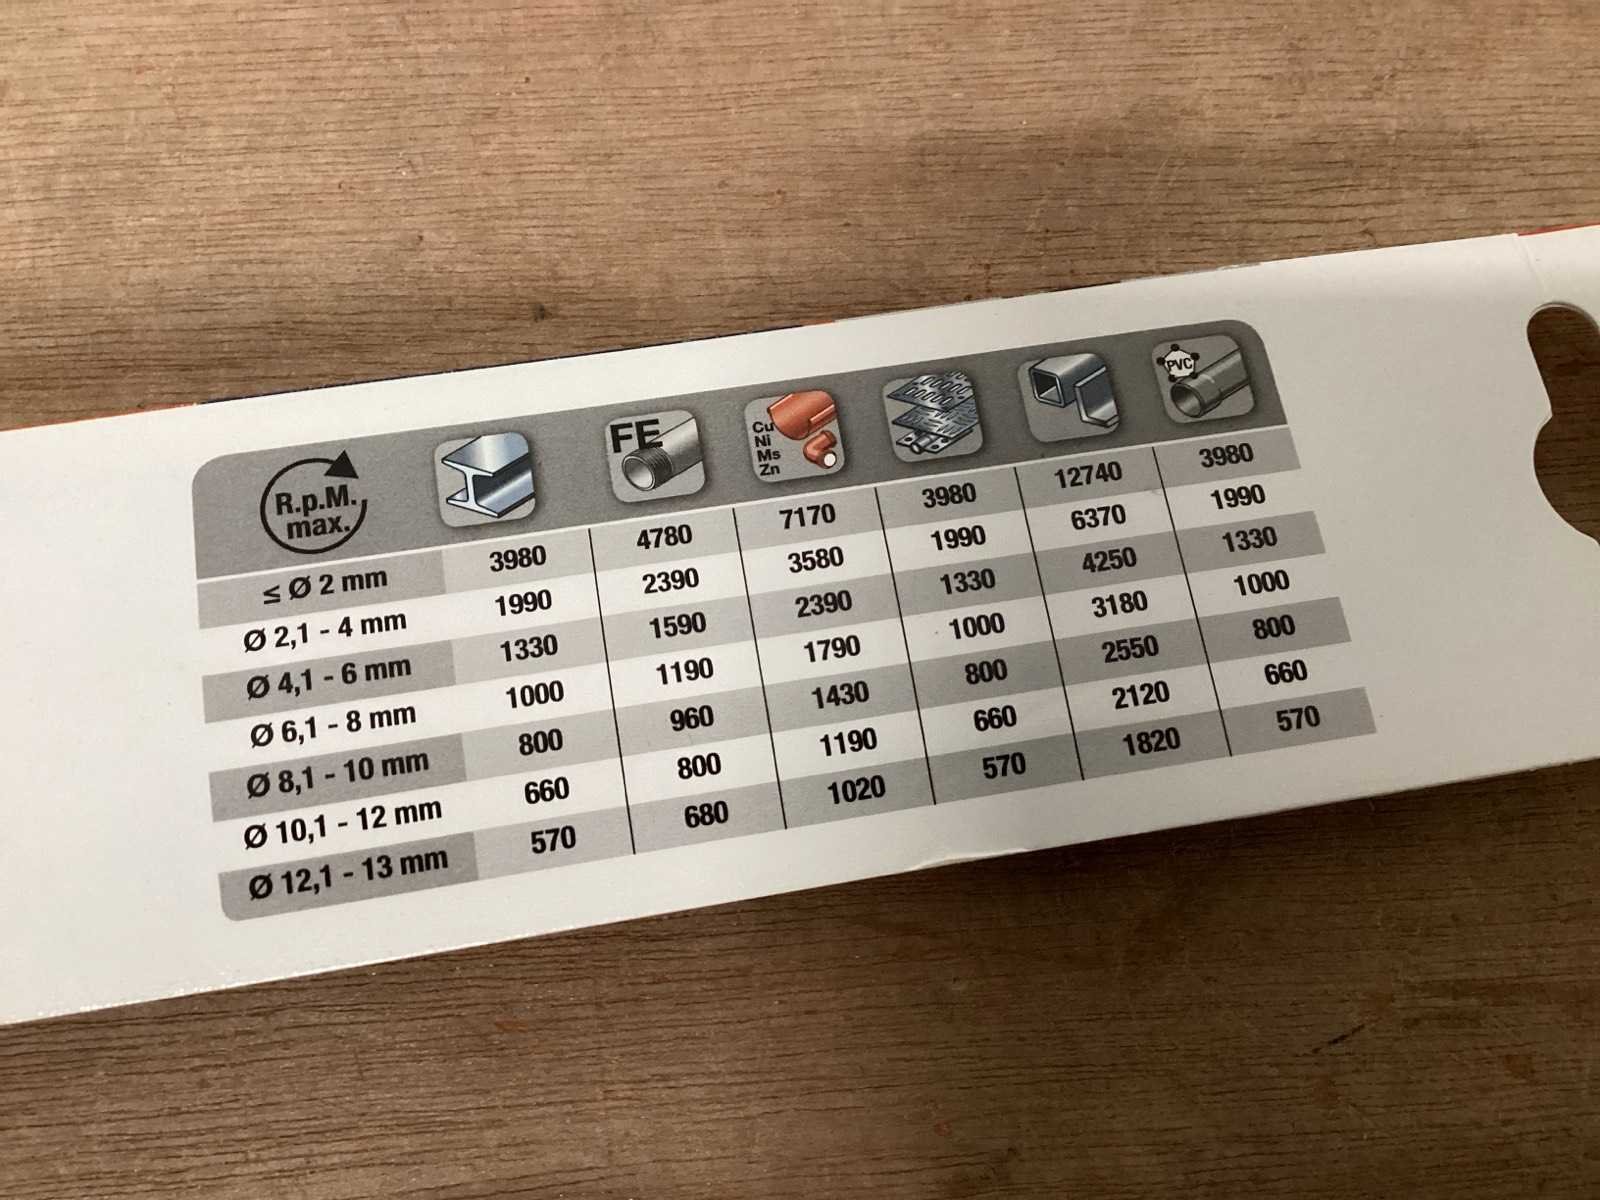 R.p.M. max. FE Cu Ni Ms Zn PVC
≤ Ø 2 mm 3980 4780 7170 3980 12740 3980
Ø 2,1 - 4 mm 1990 2390 3580 1990 6370 1990
Ø 4,1 - 6 mm 1330 1590 2390 1330 4250 1330
Ø 6,1 - 8 mm 1000 1190 1790 1000 3180 1000
Ø 8,1 - 10 mm 800 960 1430 800 2550 800
Ø 10,1 - 12 mm 660 800 1190 660 2120 660
Ø 12,1 - 13 mm 570 680 1020 570 1820 570